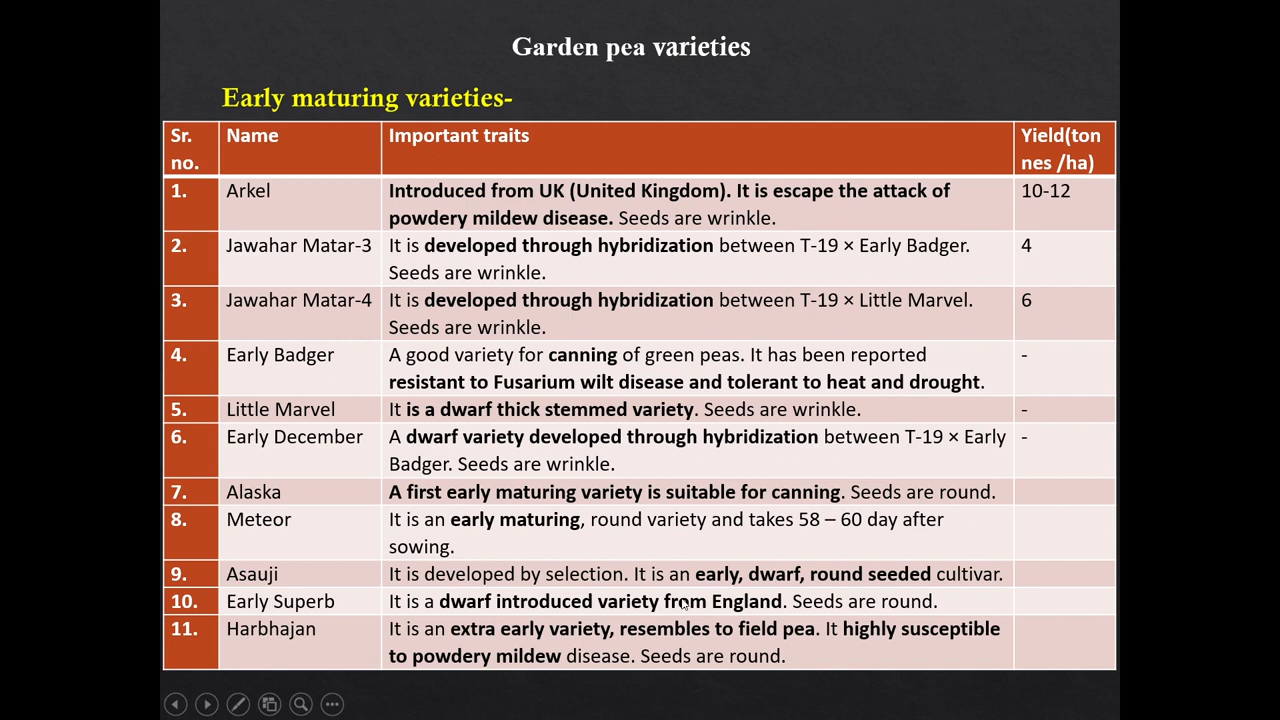 Garden pea varieties
Early maturing varieties-
Sr. no. Name Important traits Yield(ton nes /ha)
1. Arkel Introduced from UK (United Kingdom). It is escape the attack of 10-12
powdery mildew disease. Seeds are wrinkle.
2. Jawahar Matar-3 It is developed through hybridization between T-19 × Early Badger. 4
Seeds are wrinkle.
3. Jawahar Matar-4 It is developed through hybridization between T-19 × Little Marvel. 6
Seeds are wrinkle.
4. Early Badger A good variety for canning of green peas. It has been reported -
resistant to Fusarium wilt disease and tolerant to heat and drought.
5. Little Marvel It is a dwarf thick stemmed variety. Seeds are wrinkle. -
6. Early December A dwarf variety developed through hybridization between T-19 × Early -
Badger. Seeds are wrinkle.
7. Alaska A first early maturing variety is suitable for canning. Seeds are round.
8. Meteor It is an early maturing, round variety and takes 58 – 60 day after
sowing.
9. Asauji It is developed by selection. It is an early, dwarf, round seeded cultivar.
10. Early Superb It is a dwarf introduced variety from England. Seeds are round.
11. Harbhajan It is an extra early variety, resembles to field pea. It highly susceptible
to powdery mildew disease. Seeds are round.